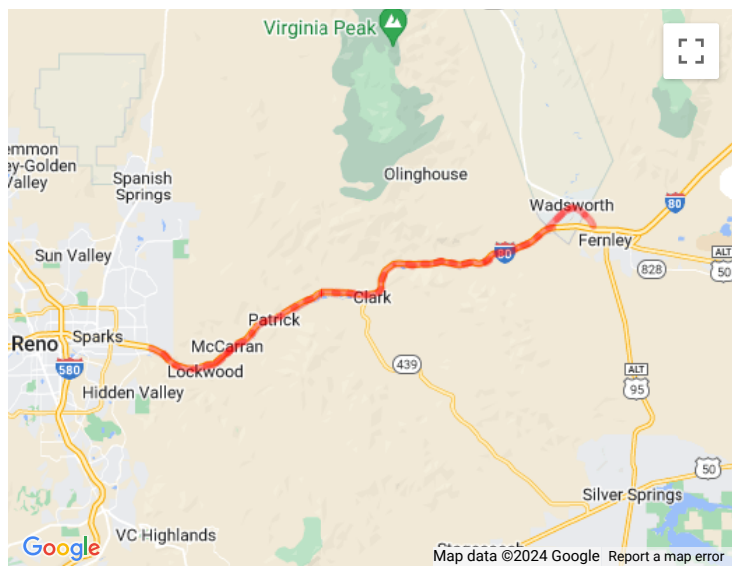 Virginia Peak
emmon
ey-Golden
Valley
Spanish
Springs
Olinghouse
Wadsworth
80
Fernley
ALT
50
828
Sun Valley
80
Clark
Patrick
McCarran
Lockwood
Sparks
Reno
580
Hidden Valley
439
ALT
95
50
Silver Springs
VC Highlands
Google
Map data ©2024 Google
Report a map error